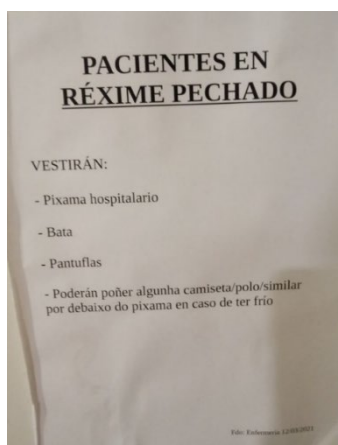 PACIENTES EN
RÉXIME PECHADO
VESTIRÁN:
- Pixama hospitalario
- Bata
- Pantuflas
- Poderán poñer algunha camiseta/polo/similar
por debaixo do pixama en caso de ter frío